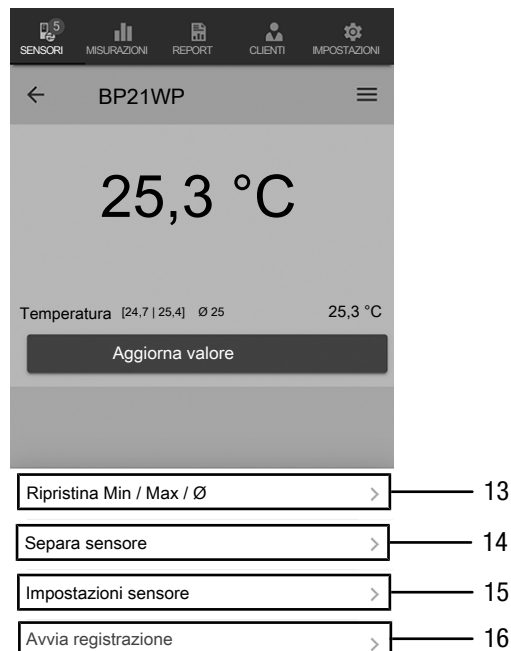 5
SENSORI MISURAZIONI REPORT CLIENTI IMPOSTAZIONI
BP21WP
25,3 °C
Temperatura [24,7 | 25,4] Ø 25 25,3 °C
Aggiorna valore
Ripristina Min / Max / Ø 13
Separa sensore 14
Impostazioni sensore 15
Avvia registrazione 16